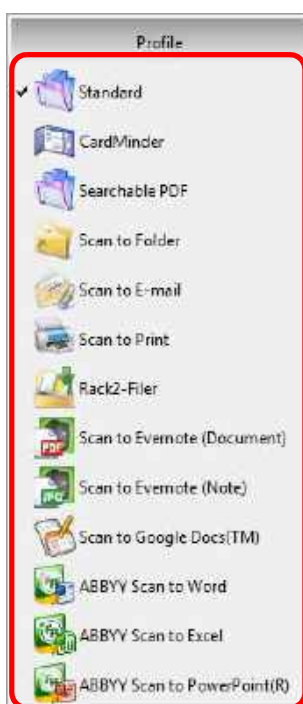 Profile
Standard
CardMinder
Searchable PDF
Scan to Folder
Scan to E-mail
Scan to Print
Rack2-Filer
PDF
Scan to Evernote (Document)
JPG
Scan to Evernote (Note)
Scan to Google Docs(TM)
ABBYY Scan to Word
ABBYY Scan to Excel
ABBYY Scan to PowerPoint(R)